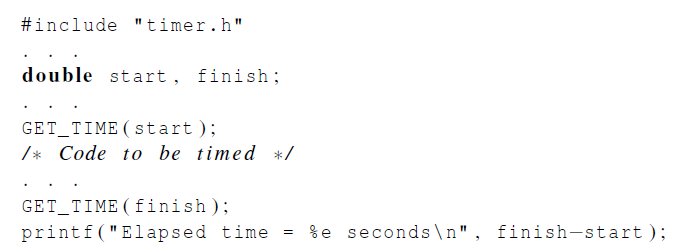 #include "timer.h"
. . .
double start, finish;
. . .
GET_TIME(start);
/* Code to be timed */
. . .
GET_TIME(finish);
printf("Elapsed time = %e seconds\n", finish−start);